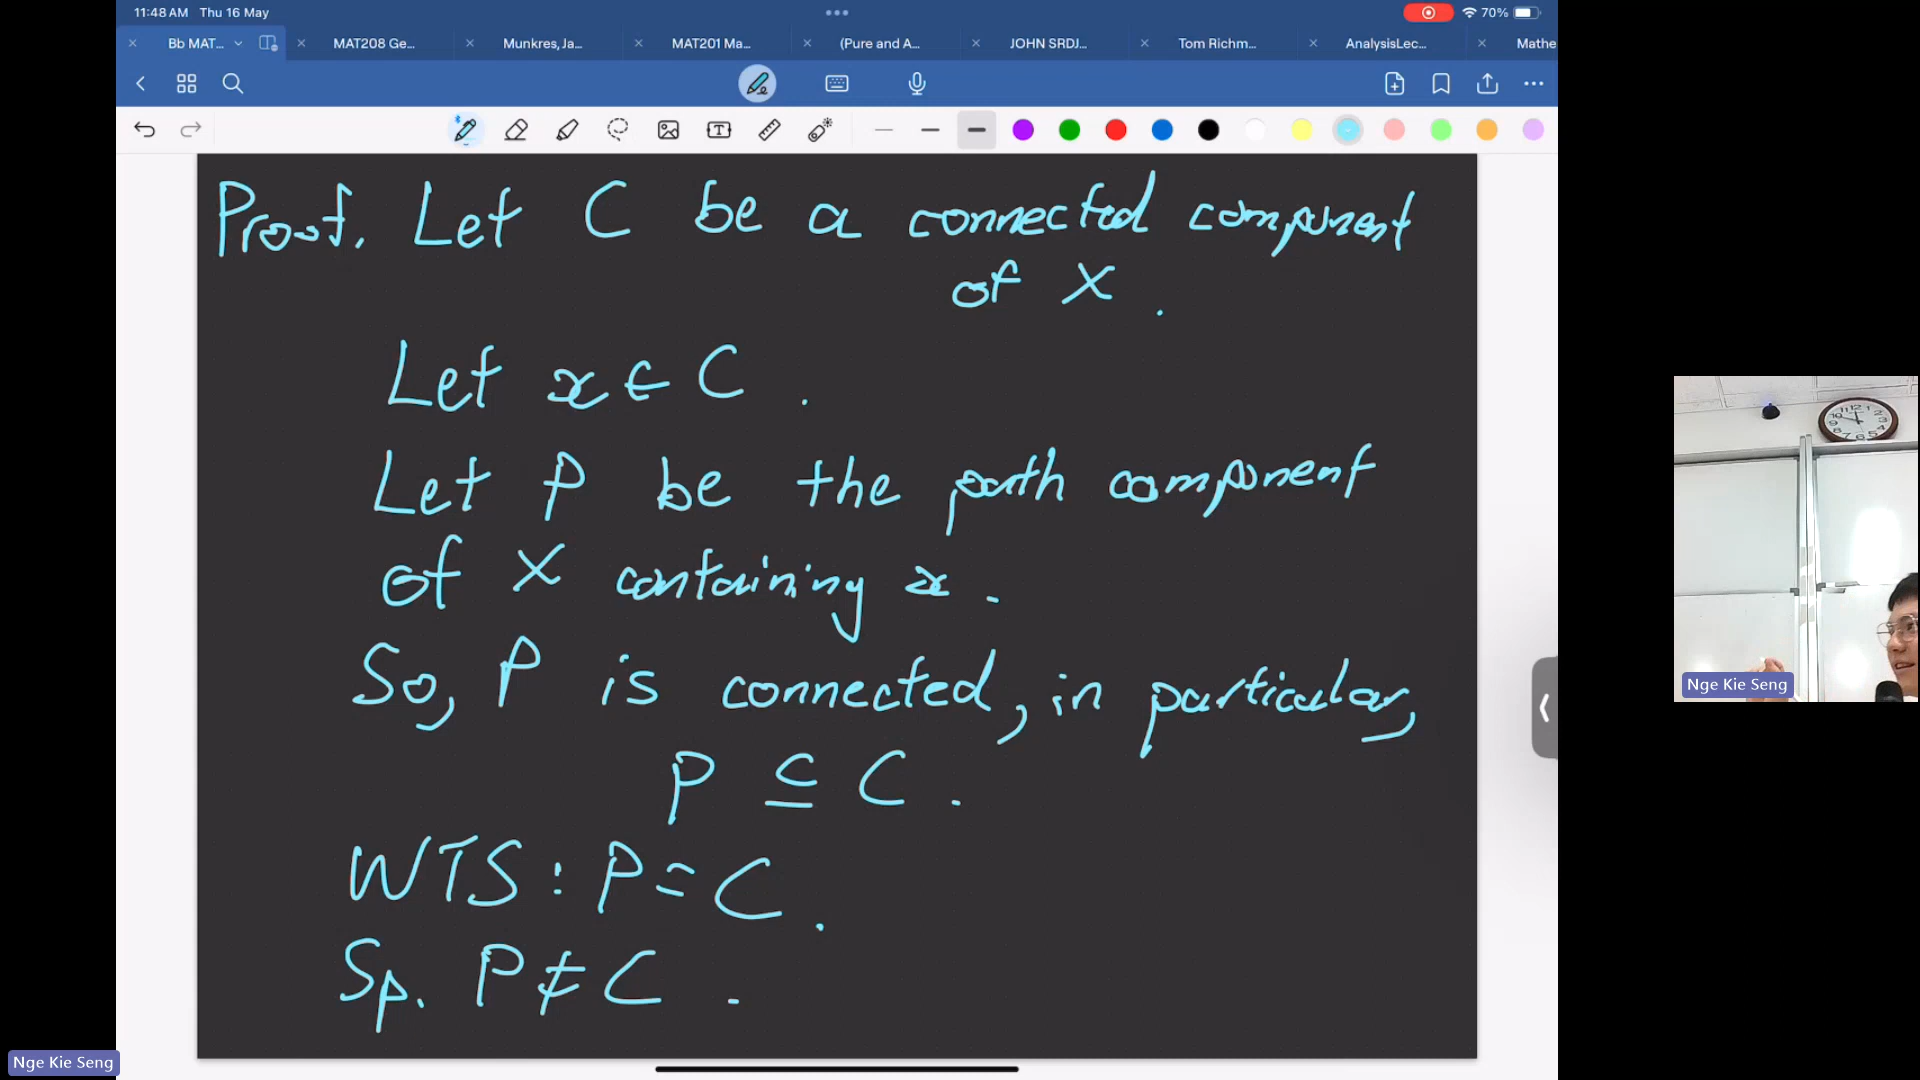 11:48 AM Thu 16 May
70%
Bb MAT...
MAT208 Ge...
Munkres, Ja...
MAT201 Ma...
(Pure and A...
JOHN SRDJ...
Tom Richm...
AnalysisLec...
Mathe
Proof. Let C be a connected component
of X.
Let x ∈ C.
Let P be the path component
of X containing x.
So, P is connected, in particular,
P ⊆ C.
WTS: P = C.
Sp. P ≠ C.
Nge Kie Seng
Nge Kie Seng